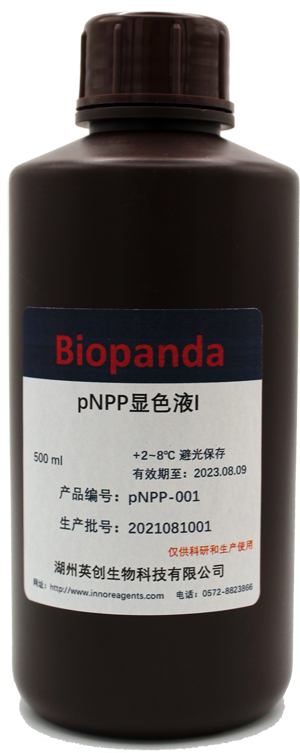 Biopanda
pNPP显色液I
500 ml
+2~8℃ 避光保存
有效期至：2023.08.09
产品编号：pNPP-001
生产批号：2021081001
仅供科研和生产使用
湖州英创生物科技有限公司
网址：http://www.innoreagents.com 电话：0572-8823866